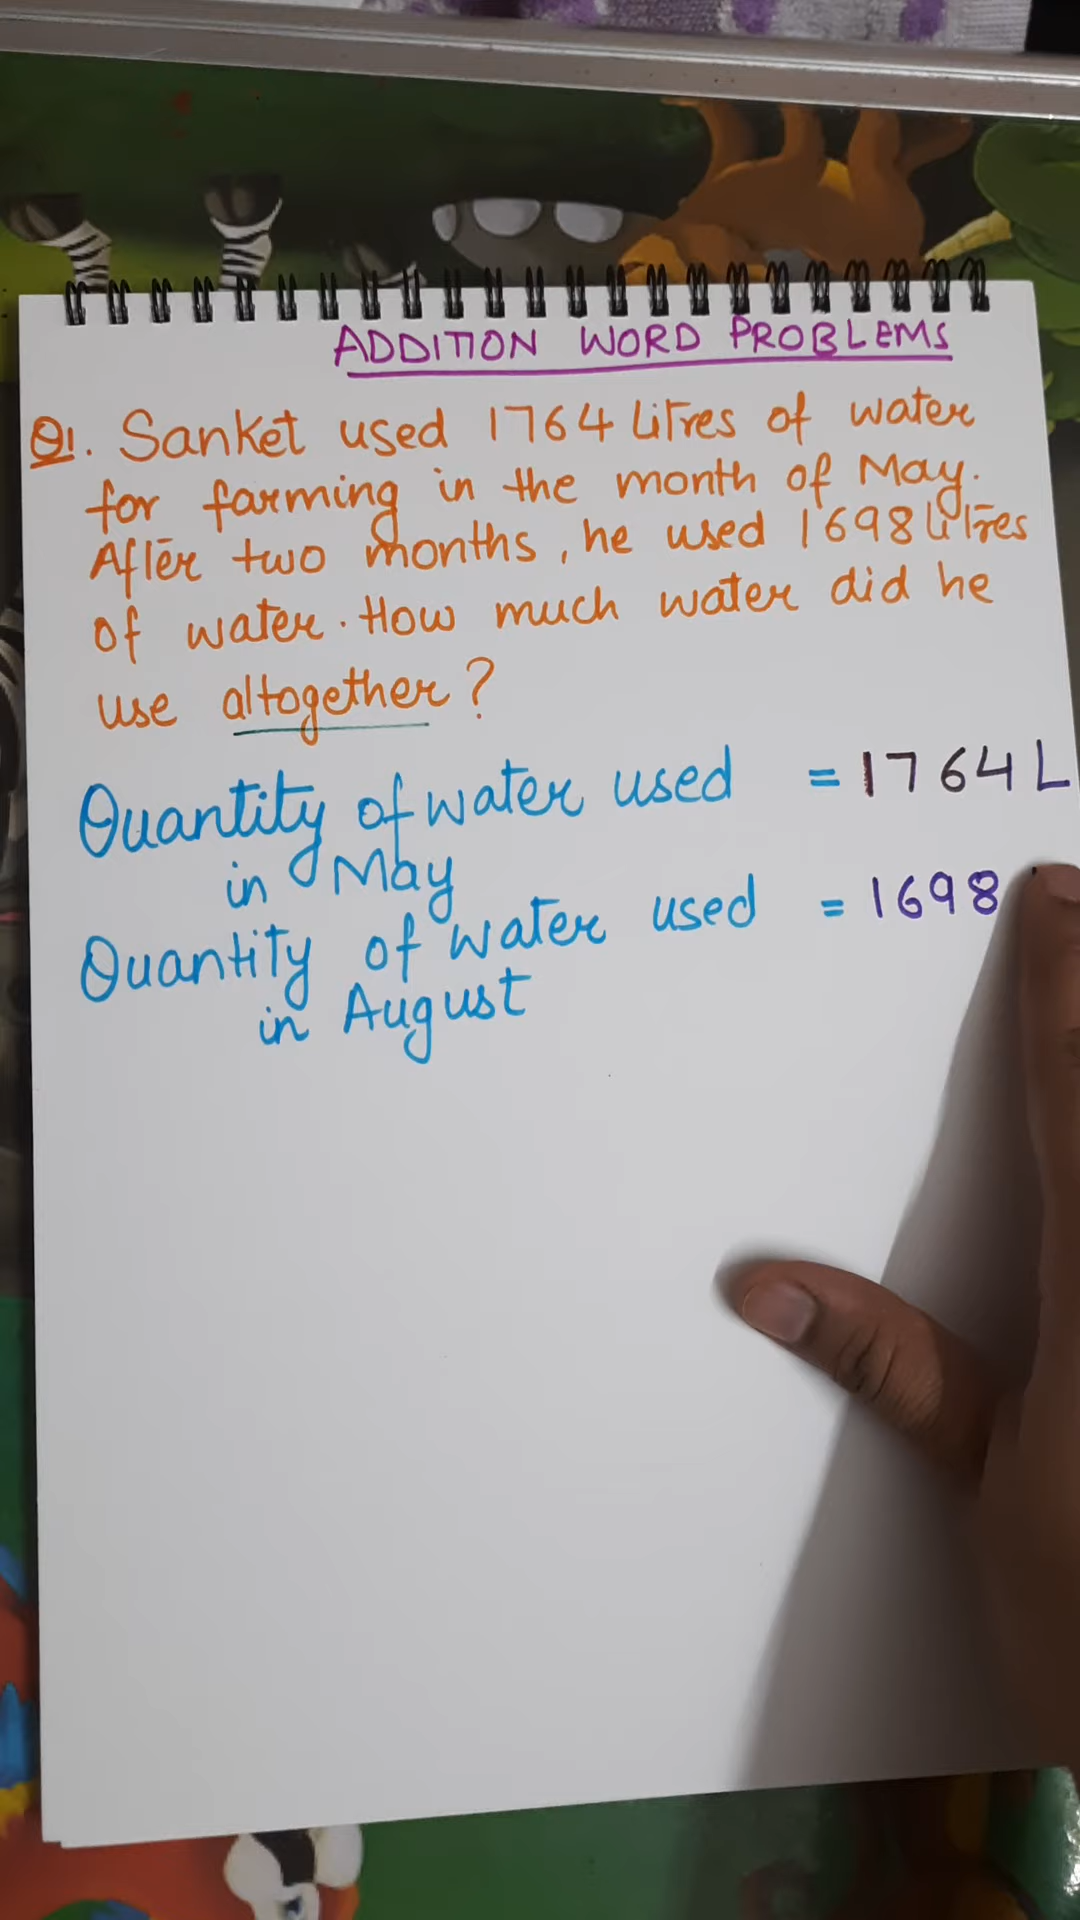 ADDITION WORD PROBLEMS
Q1. Sanket used 1764 Litres of water
for farming in the month of May.
After two months, he used 1698 litres
of water. How much water did he
use altogether?
Quantity of water used = 1764 L
in May
Quantity of water used = 1698
in August